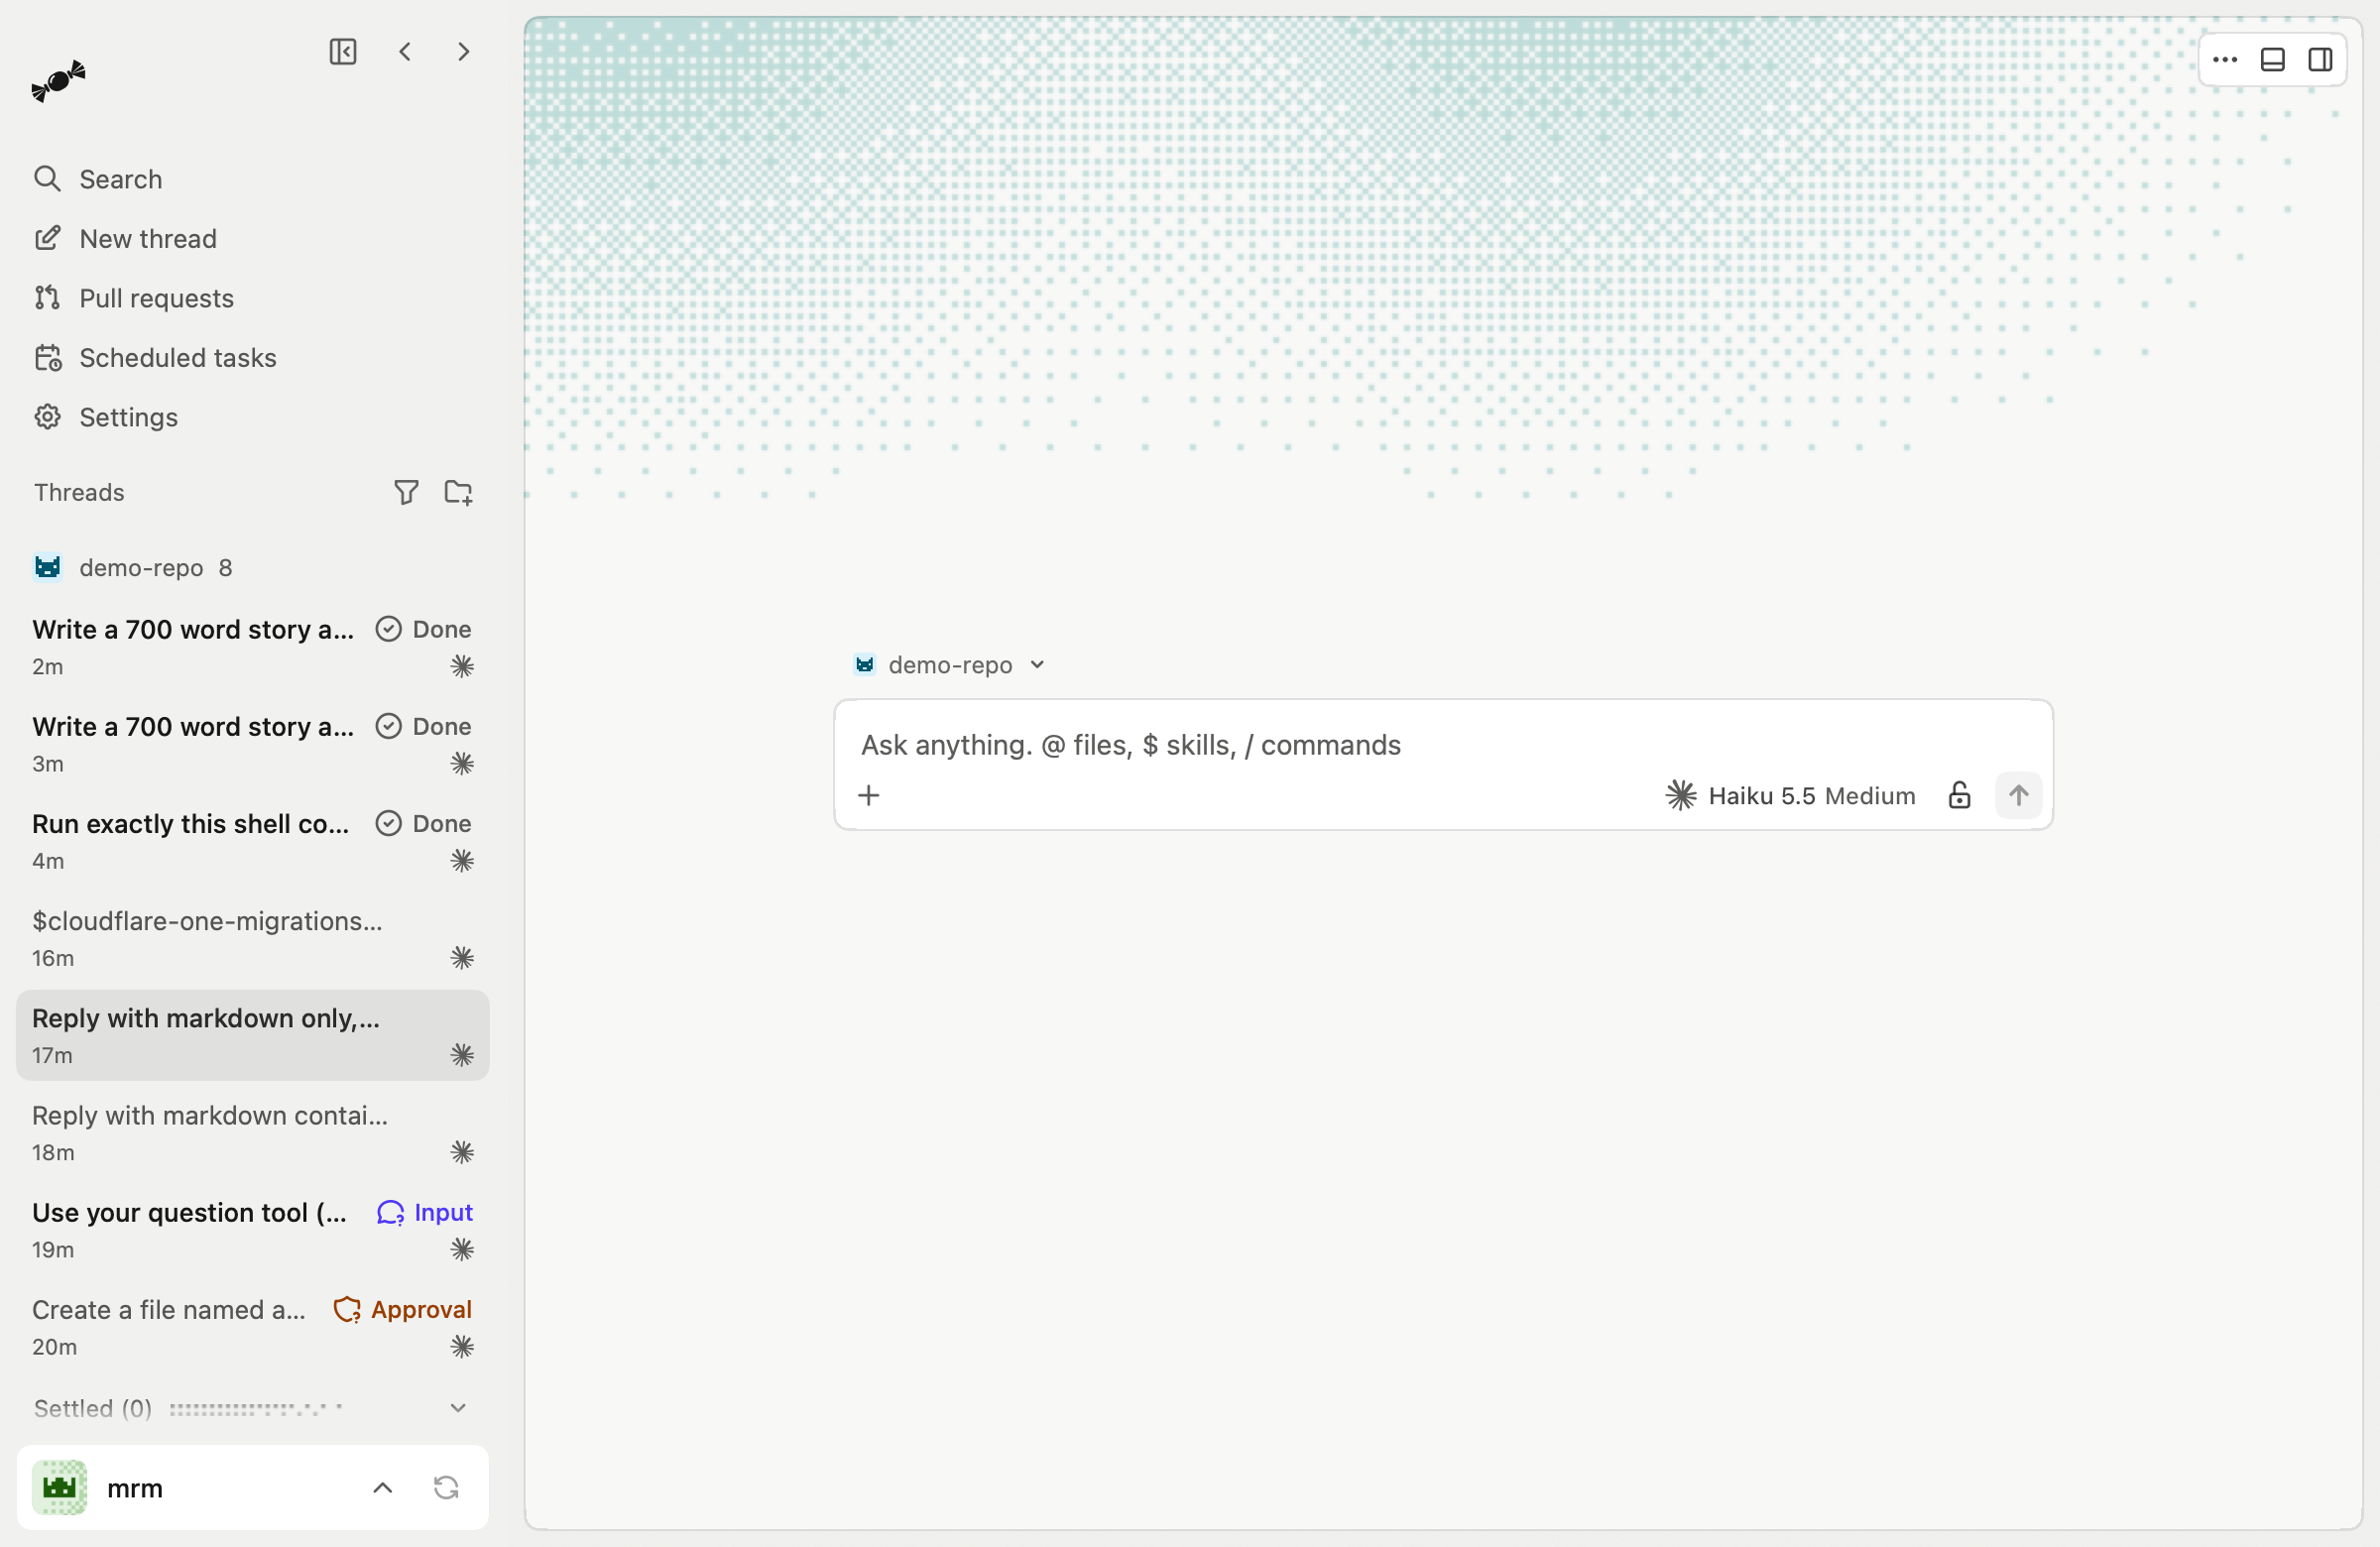 Search
New thread
Pull requests
Scheduled tasks
Settings
Threads
demo-repo 8
Write a 700 word story a... Done
2m
Write a 700 word story a... Done
3m
Run exactly this shell co... Done
4m
$cloudflare-one-migrations...
16m
Reply with markdown only,...
17m
Reply with markdown contai...
18m
Use your question tool (... Input
19m
Create a file named a... Approval
20m
Settled (0)
mrm
demo-repo
Ask anything. @ files, $ skills, / commands
Haiku 5.5 Medium